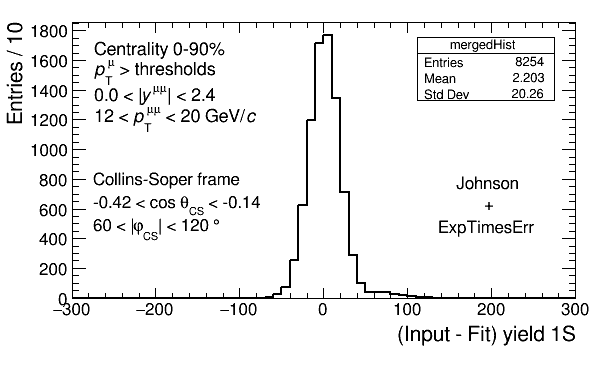 Entries / 10
1800
1600
1400
1200
1000
800
600
400
200
0
−300
−200
−100
0
100
200
300
(Input - Fit) yield 1S
Centrality 0-90%
p_T^μ > thresholds
0.0 < |y^μμ| < 2.4
12 < p_T^μμ < 20 GeV/c
Collins-Soper frame
-0.42 < cos θ_CS < -0.14
60 < |φ_CS| < 120 °
mergedHist
Entries 8254
Mean 2.203
Std Dev 20.26
Johnson
+
ExpTimesErr